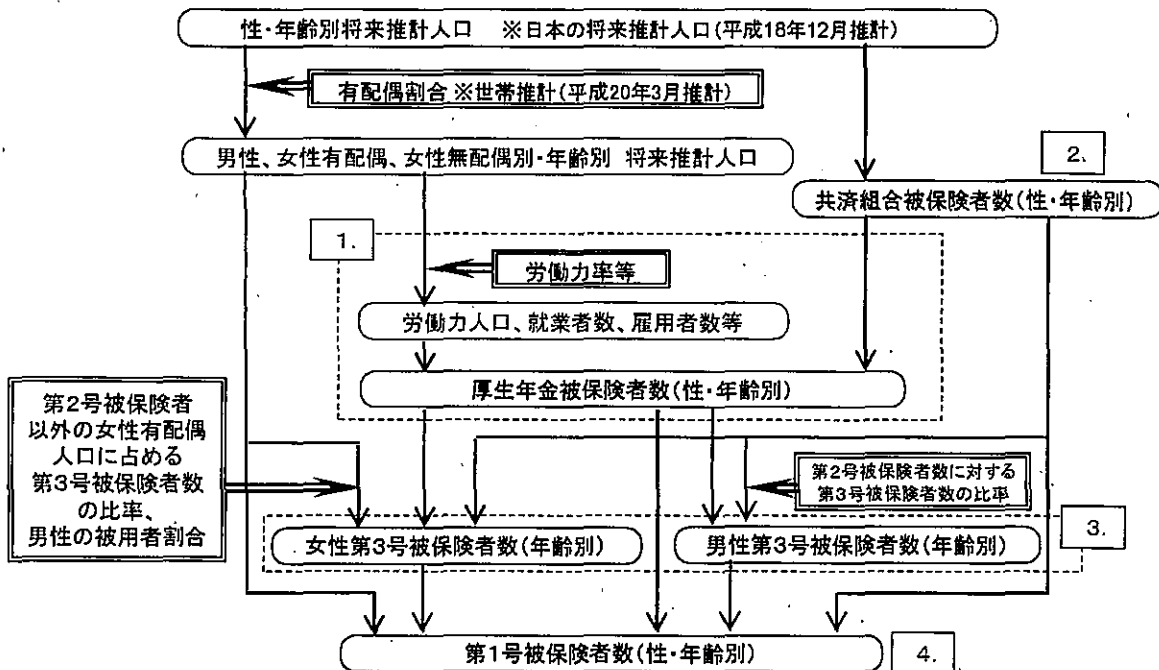 性・年齢別将来推計人口　※日本の将来推計人口(平成18年12月推計)
有配偶割合 ※世帯推計(平成20年3月推計)
男性、女性有配偶、女性無配偶別・年齢別 将来推計人口
2.
共済組合被保険者数(性・年齢別)
1.
労働力率等
労働力人口、就業者数、雇用者数等
厚生年金被保険者数(性・年齢別)
第2号被保険者
以外の女性有配偶
人口に占める
第3号被保険者数
の比率、
男性の被用者割合
第2号被保険者数に対する
第3号被保険者数の比率
3.
女性第3号被保険者数(年齢別)
男性第3号被保険者数(年齢別)
第1号被保険者数(性・年齢別)
4.